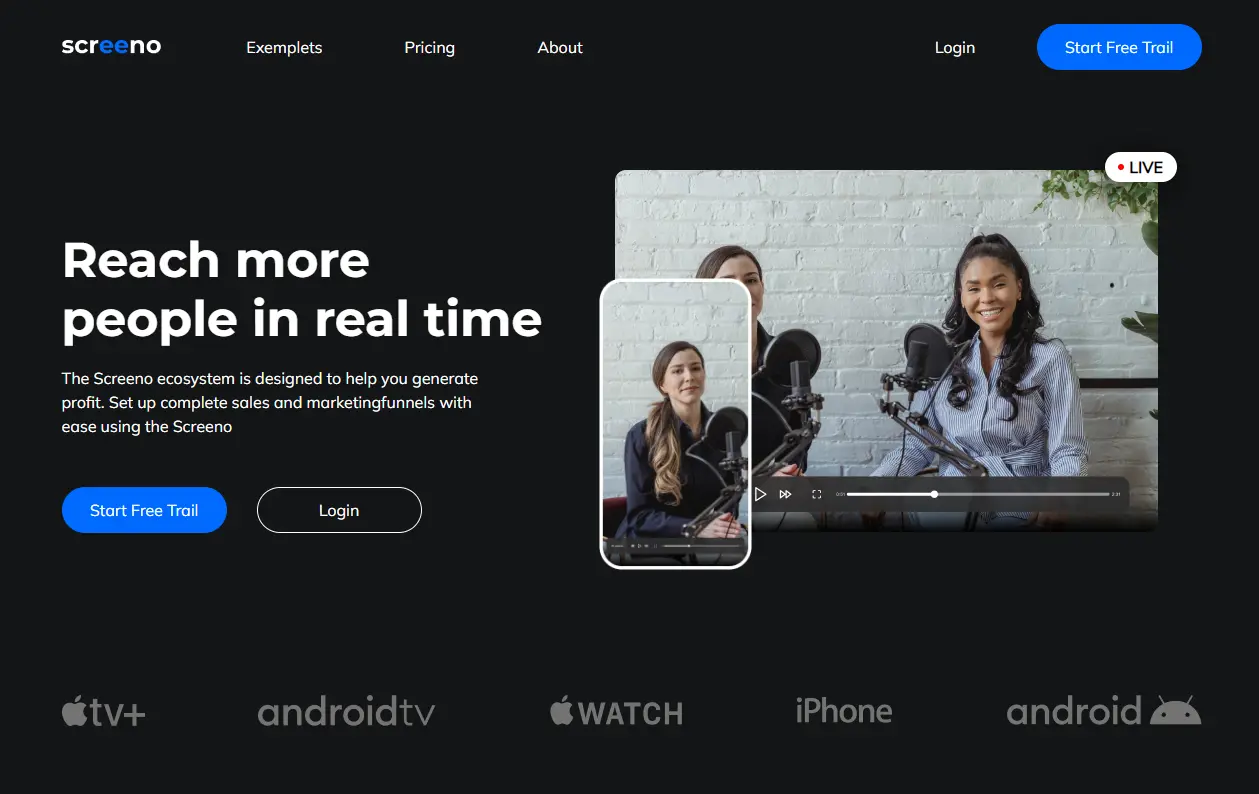 screeno
Exemplets
Pricing
About
Login
Start Free Trail
LIVE
Reach more
people in real time
The Screeno ecosystem is designed to help you generate
profit. Set up complete sales and marketingfunnels with
ease using the Screeno
Start Free Trail
Login
tv+
androidtv
WATCH
iPhone
android